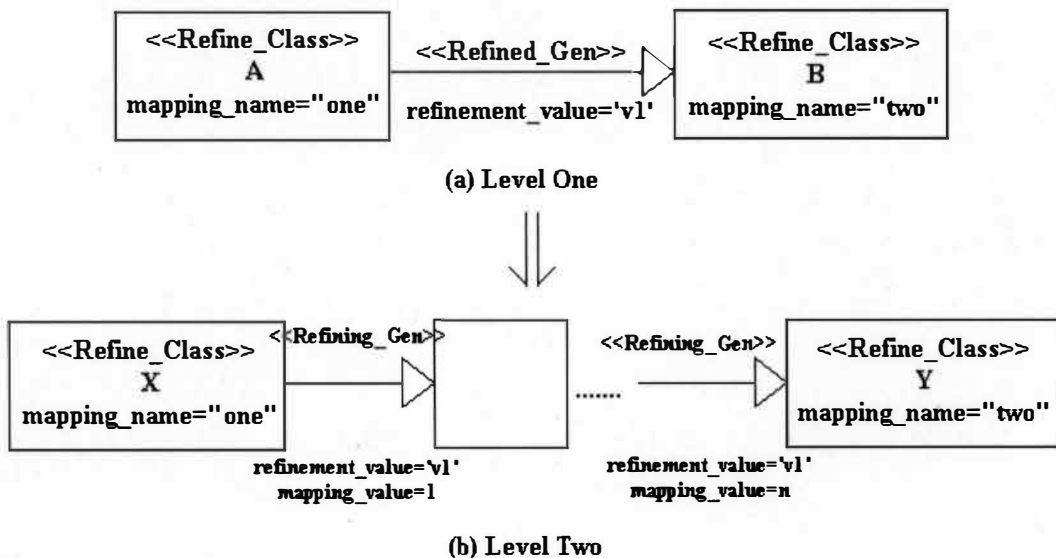 <<Refine_Class>>
A
mapping_name="one"
<<Refined_Gen>>
refinement_value='v1'
<<Refine_Class>>
B
mapping_name="two"
(a) Level One
<<Refine_Class>>
X
mapping_name="one"
<<Refining_Gen>>
refinement_value='v1'
mapping_value=1
.......
<<Refining_Gen>>
refinement_value='v1'
mapping_value=n
<<Refine_Class>>
Y
mapping_name="two"
(b) Level Two